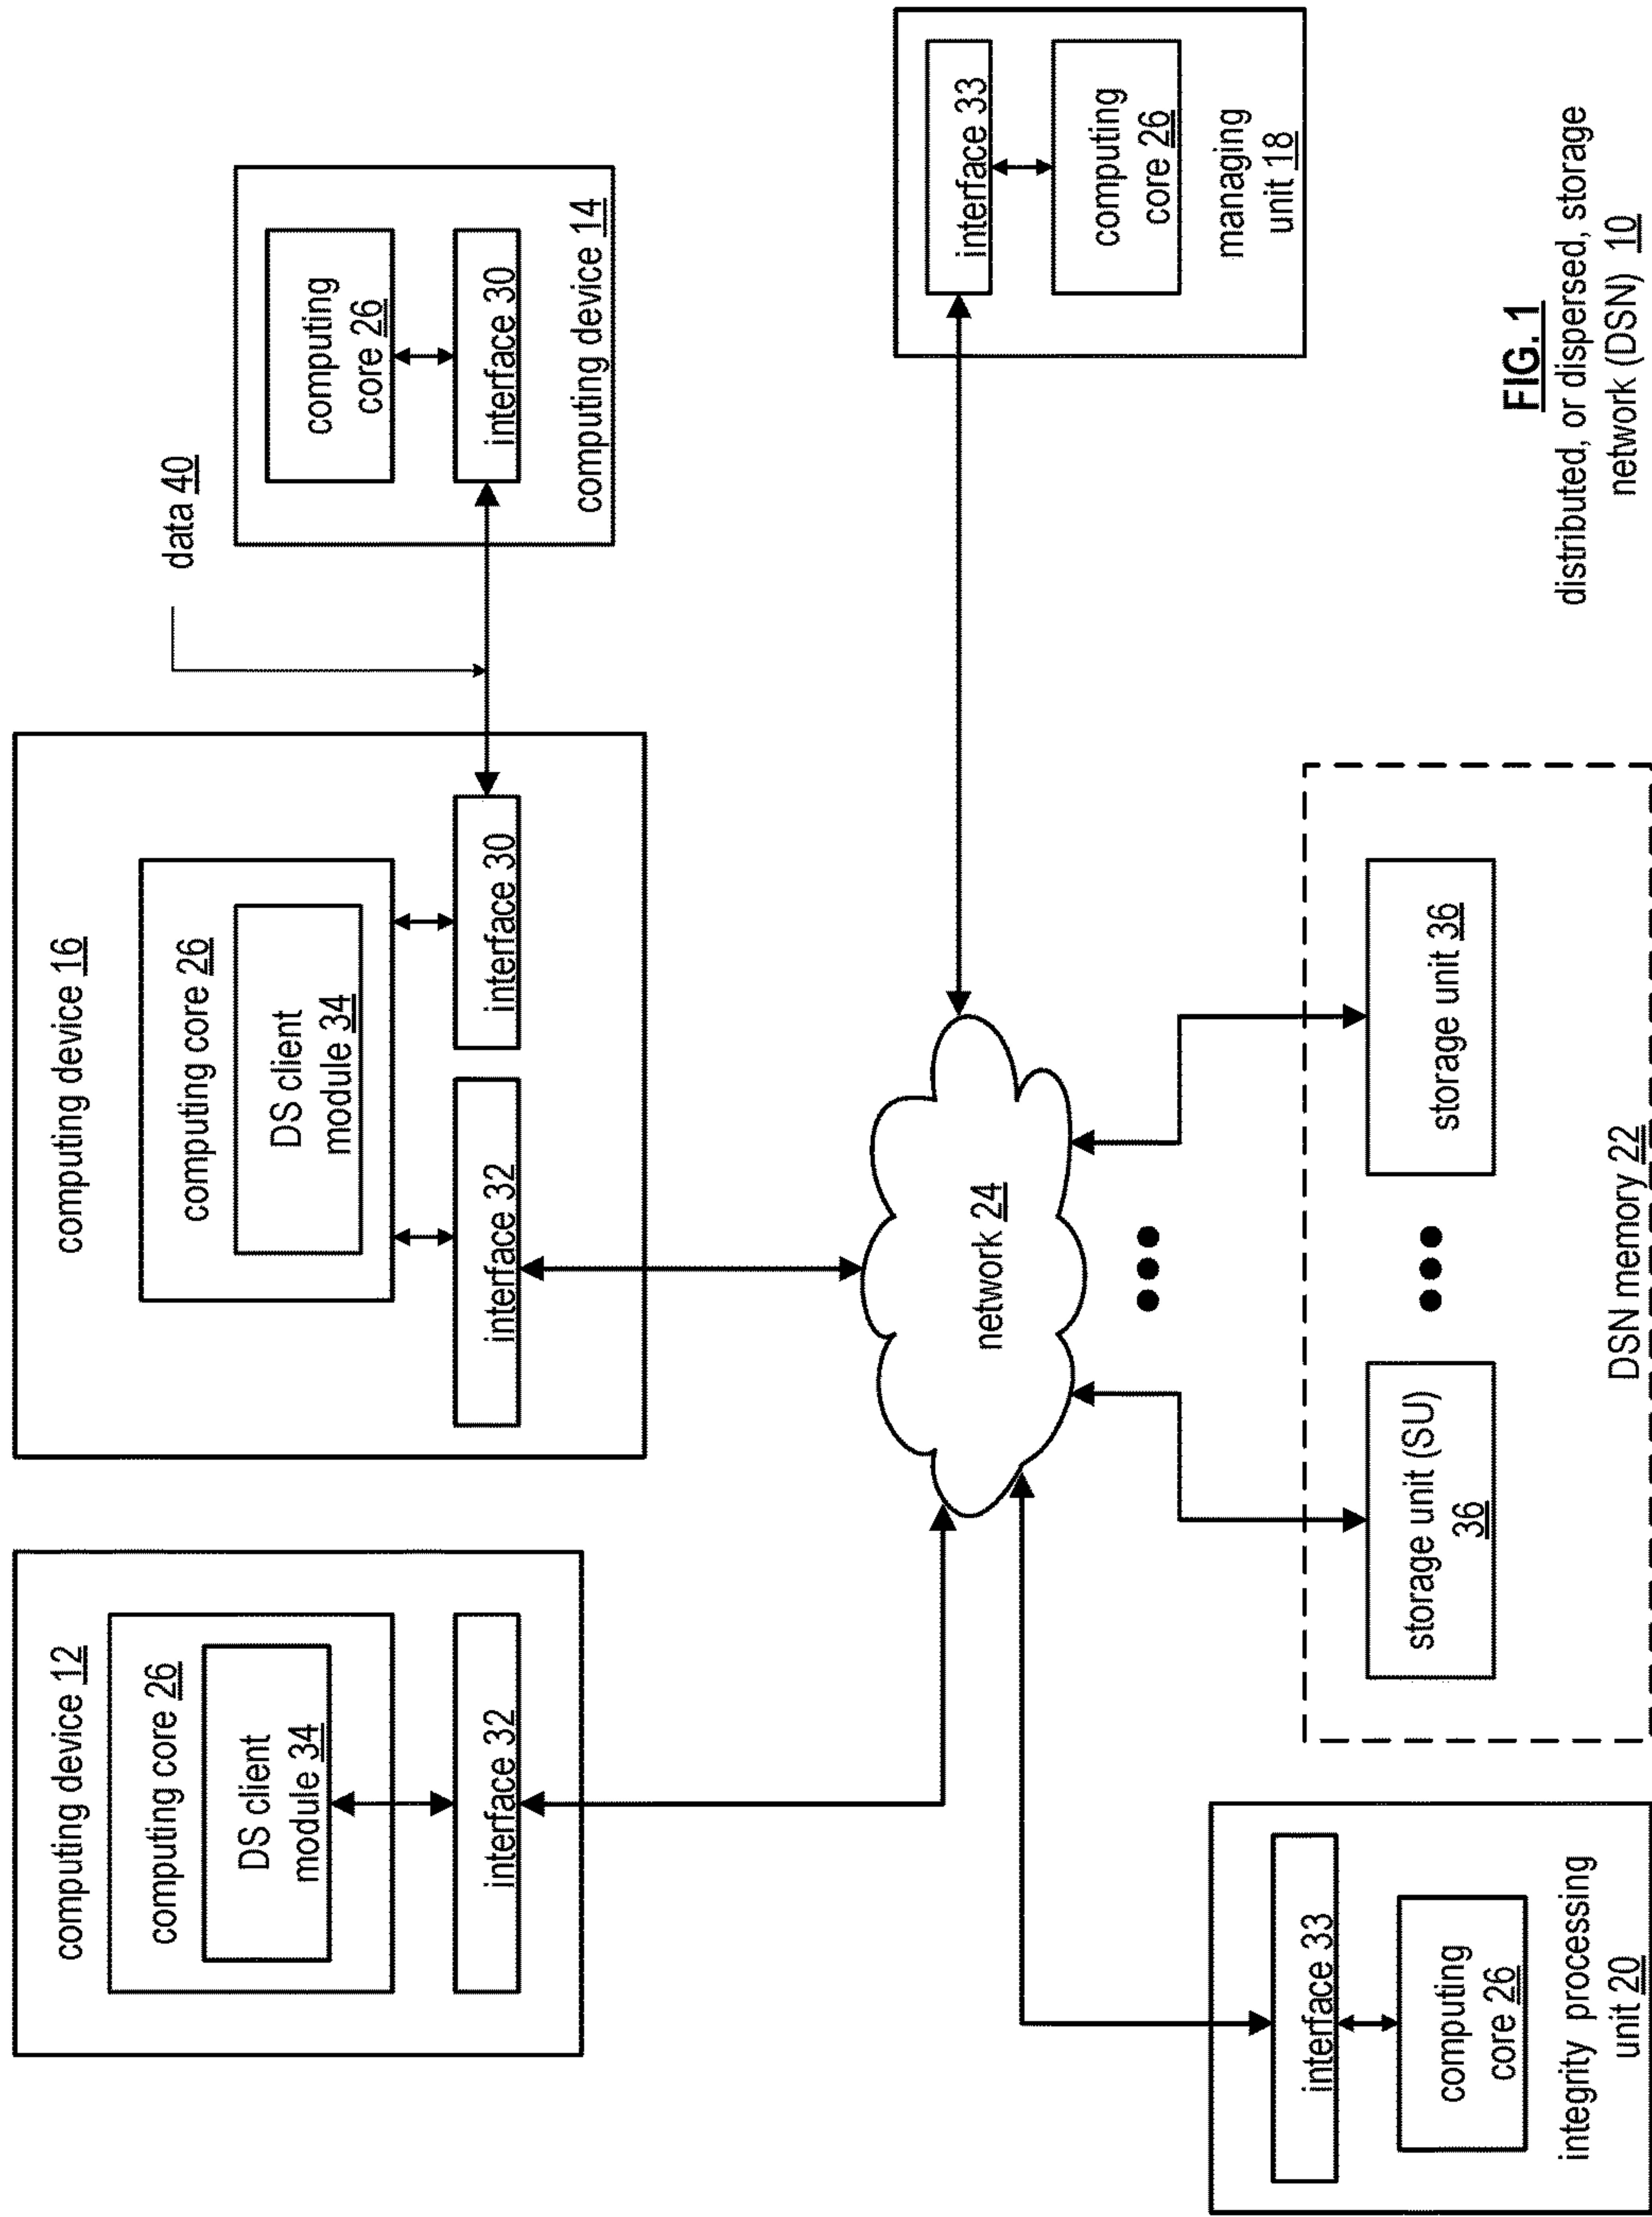 computing device 12
computing core 26
DS client
module 34
interface 32
computing device 16
computing core 26
DS client
module 34
interface 32
interface 30
data 40
computing
core 26
interface 30
computing device 14
network 24
interface 33
computing
core 26
managing
unit 18
interface 33
computing
core 26
integrity processing
unit 20
storage unit (SU)
36
storage unit 36
DSN memory 22
FIG. 1
distributed, or dispersed, storage
network (DSN) 10